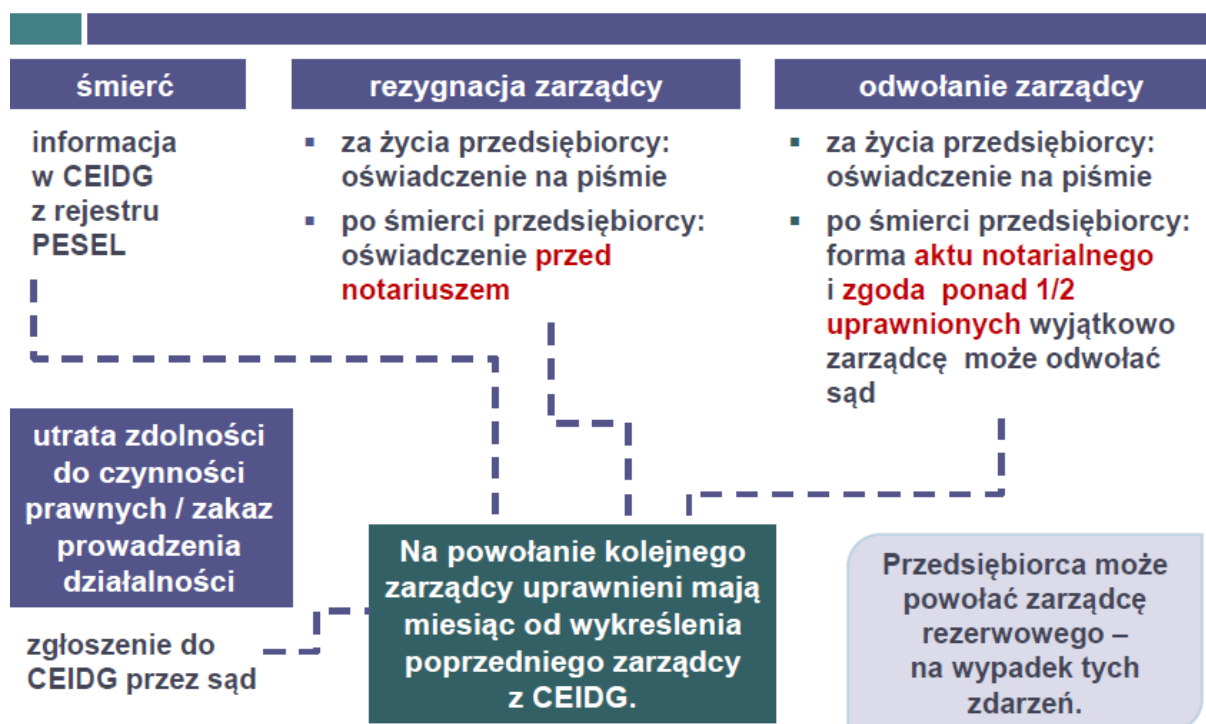 śmierć
informacja
w CEIDG
z rejestru
PESEL
rezygnacja zarządcy
▪ za życia przedsiębiorcy:
oświadczenie na piśmie
▪ po śmierci przedsiębiorcy:
oświadczenie przed
notariuszem
odwołanie zarządcy
▪ za życia przedsiębiorcy:
oświadczenie na piśmie
▪ po śmierci przedsiębiorcy:
forma aktu notarialnego
i zgoda ponad 1/2
uprawnionych wyjątkowo
zarządcę może odwołać
sąd
utrata zdolności
do czynności
prawnych / zakaz
prowadzenia
działalności
zgłoszenie do
CEIDG przez sąd
Na powołanie kolejnego
zarządcy uprawnieni mają
miesiąc od wykreślenia
poprzedniego zarządcy
z CEIDG.
Przedsiębiorca może
powołać zarządcę
rezerwowego –
na wypadek tych
zdarzeń.